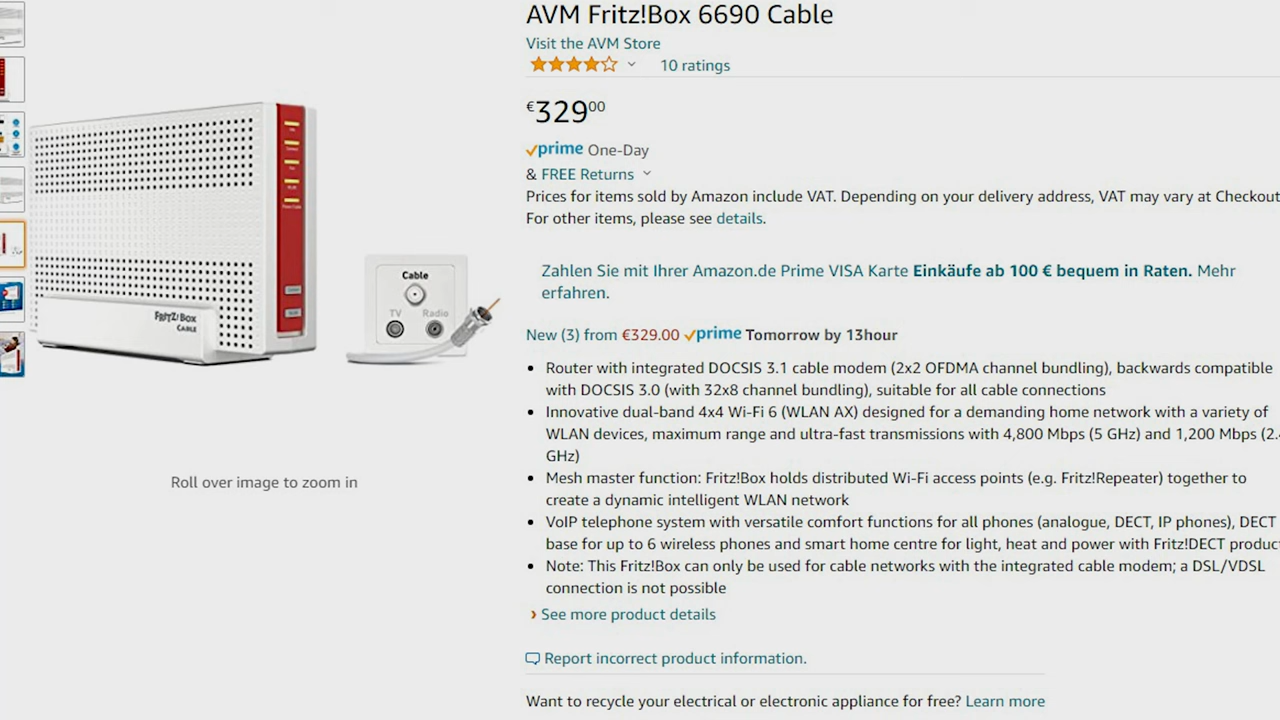 AVM Fritz!Box 6690 Cable
Visit the AVM Store
10 ratings
€32900
prime One-Day
& FREE Returns
Prices for items sold by Amazon include VAT. Depending on your delivery address, VAT may vary at Checkout
For other items, please see details.
Zahlen Sie mit Ihrer Amazon.de Prime VISA Karte Einkäufe ab 100 € bequem in Raten. Mehr
erfahren.
New (3) from €329.00 prime Tomorrow by 13hour
Router with integrated DOCSIS 3.1 cable modem (2x2 OFDMA channel bundling), backwards compatible
with DOCSIS 3.0 (with 32x8 channel bundling), suitable for all cable connections
Innovative dual-band 4x4 Wi-Fi 6 (WLAN AX) designed for a demanding home network with a variety of
WLAN devices, maximum range and ultra-fast transmissions with 4,800 Mbps (5 GHz) and 1,200 Mbps (2.
GHz)
Mesh master function: Fritz!Box holds distributed Wi-Fi access points (e.g. Fritz!Repeater) together to
create a dynamic intelligent WLAN network
VoIP telephone system with versatile comfort functions for all phones (analogue, DECT, IP phones), DECT
base for up to 6 wireless phones and smart home centre for light, heat and power with Fritz!DECT produc
Note: This Fritz!Box can only be used for cable networks with the integrated cable modem; a DSL/VDSL
connection is not possible
See more product details
Report incorrect product information.
Want to recycle your electrical or electronic appliance for free? Learn more
FRITZ!Box
CABLE
Cable
TV Radio
Roll over image to zoom in